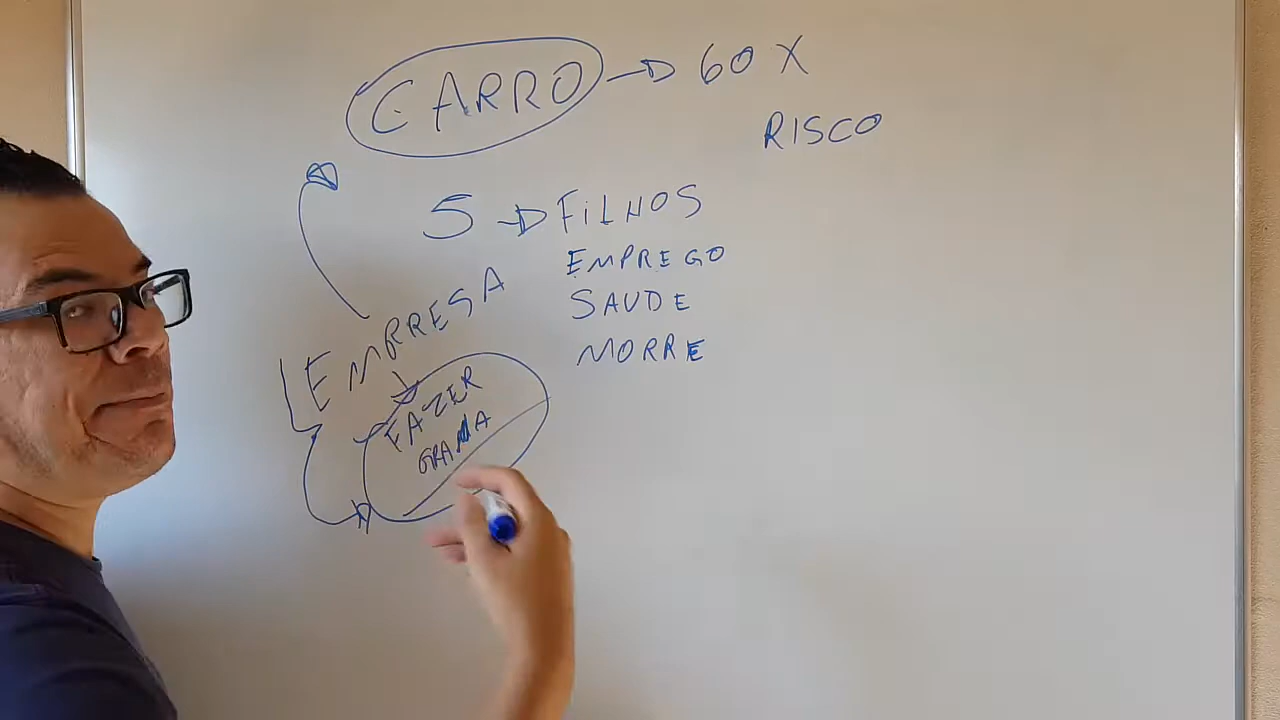 CARRO → 60 X
RISCO
5 → FILHOS
EMPREGO
SAUDE
MORRE
EMPRESA
FAZER
GRANA